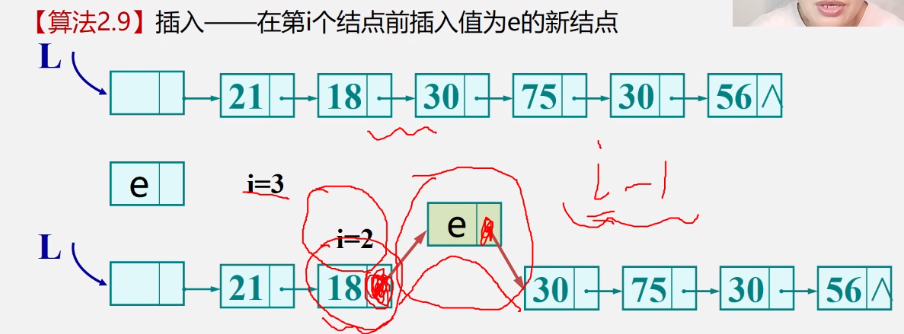 【算法2.9】插入——在第i个结点前插入值为e的新结点
L
21 18 30 75 30 56 ∧
e i=3
i-1
i=2 e
L
21 18 30 75 30 56 ∧